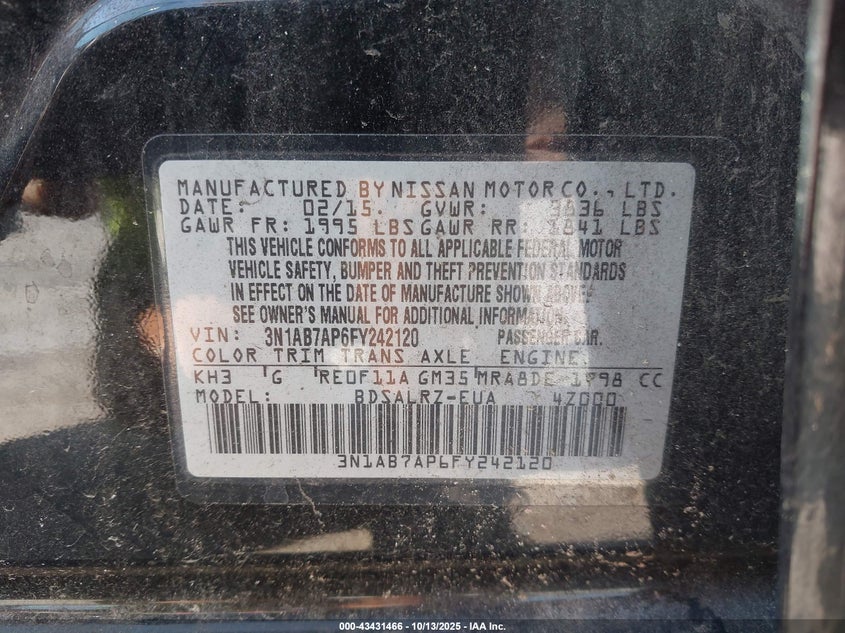 MANUFACTURED BY NISSAN MOTOR CO., LTD.
DATE: 02/15. GVWR: 3636 LBS
GAWR FR: 1995 LBS GAWR RR: 1841 LBS
THIS VEHICLE CONFORMS TO ALL APPLICABLE FEDERAL MOTOR
VEHICLE SAFETY, BUMPER AND THEFT PREVENTION STANDARDS
IN EFFECT ON THE DATE OF MANUFACTURE SHOWN ABOVE.
SEE OWNER'S MANUAL FOR ADDITIONAL INFORMATION.
VIN: 3N1AB7AP6FY242120 PASSENGER CAR.
COLOR TRIM TRANS AXLE ENGINE
KH3 G RE0F11A GM35 MRA8DE 1798 CC
MODEL: BDSALRZ-EUA 4Z000
3N1AB7AP6FY242120
000-43431466 - 10/13/2025 - IAA Inc.